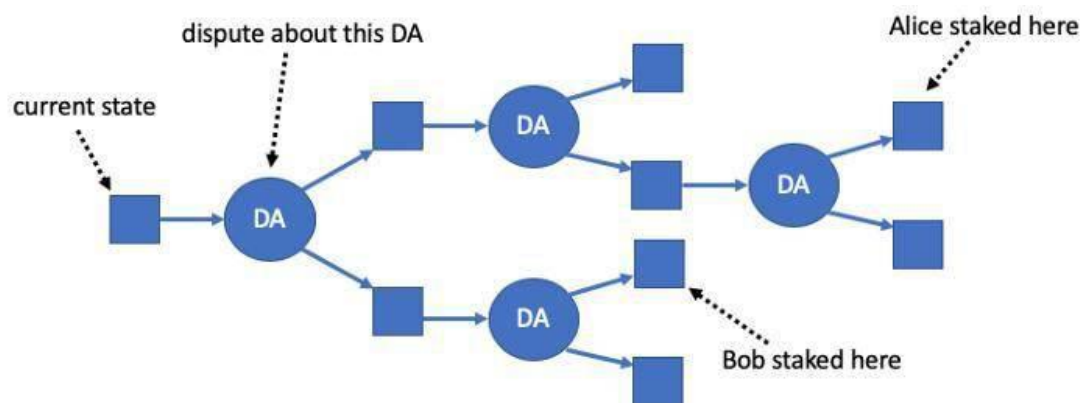 Alice staked here
dispute about this DA
current state
DA
DA
DA
DA
Bob staked here